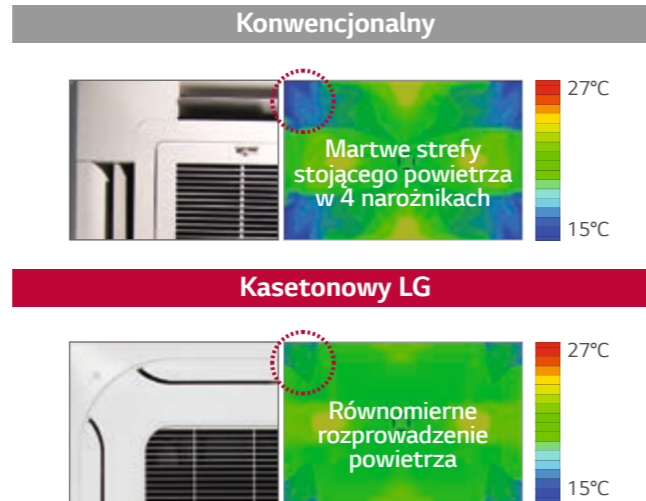 Konwencjonalny
27°C
Martwe strefy
stojącego powietrza
w 4 narożnikach
15°C
Kasetonowy LG
27°C
Równomierne
rozprowadzenie
powietrza
15°C